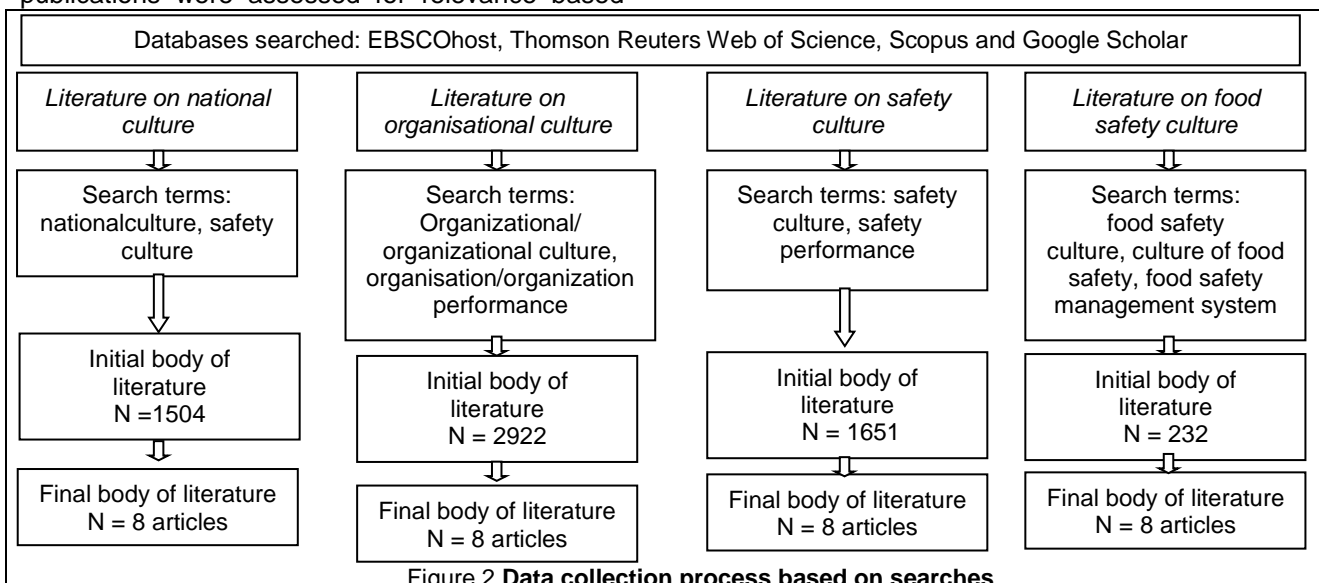 publications were assessed for relevance based
Databases searched: EBSCOhost, Thomson Reuters Web of Science, Scopus and Google Scholar
Literature on national
culture
Search terms:
nationalculture, safety
culture
Initial body of
literature
N =1504
Final body of literature
N = 8 articles
Literature on
organisational culture
Search terms:
Organizational/
organizational culture,
organisation/organization
performance
Initial body of
literature
N = 2922
Final body of literature
N = 8 articles
Literature on safety
culture
Search terms: safety
culture, safety
performance
Initial body of
literature
N = 1651
Final body of literature
N = 8 articles
Literature on food
safety culture
Search terms:
food safety
culture, culture of food
safety, food safety
management system
Initial body of
literature
N = 232
Final body of literature
N = 8 articles
Figure 2 Data collection process based on searches